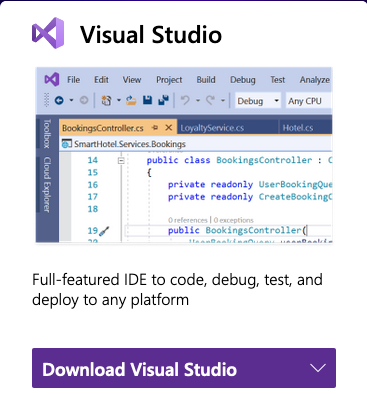 Visual Studio
File Edit View Project Build Debug Test Analyze
Debug Any CPU
BookingsController.cs LoyaltyService.cs Hotel.cs
SmartHotel.Services.Bookings
Toolbox
Cloud Explorer
14 public class BookingsController : C
15 {
16 private readonly UserBookingQue
17 private readonly CreateBookingC
18
0 references | 0 exceptions
19 public BookingsController(
20 UserBookingQuery userBooking
Full-featured IDE to code, debug, test, and
deploy to any platform
Download Visual Studio